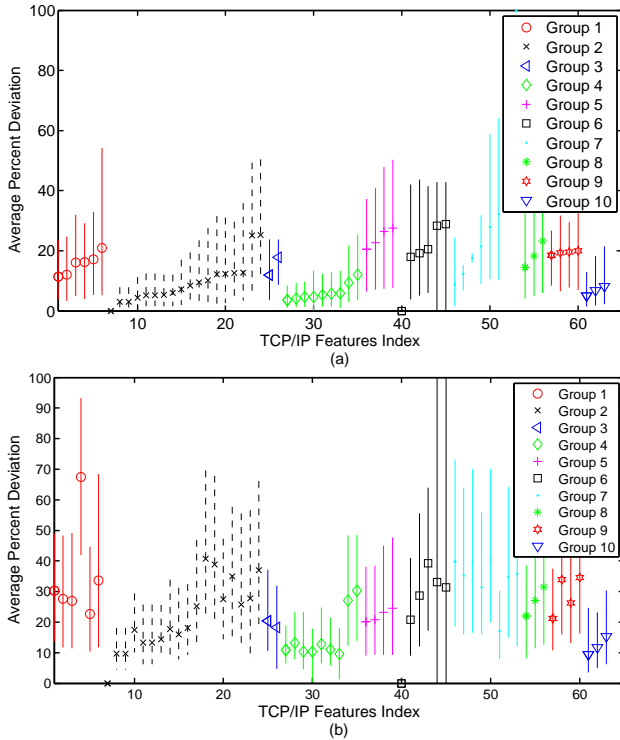 100
80
60
40
20
0
Average Percent Deviation
10 20 30 40 50 60
TCP/IP Features Index
(a)
Group 1
Group 2
Group 3
Group 4
Group 5
Group 6
Group 7
Group 8
Group 9
Group 10
100
90
80
70
60
50
40
30
20
10
0
Average Percent Deviation
10 20 30 40 50 60
TCP/IP Features Index
(b)
Group 1
Group 2
Group 3
Group 4
Group 5
Group 6
Group 7
Group 8
Group 9
Group 10